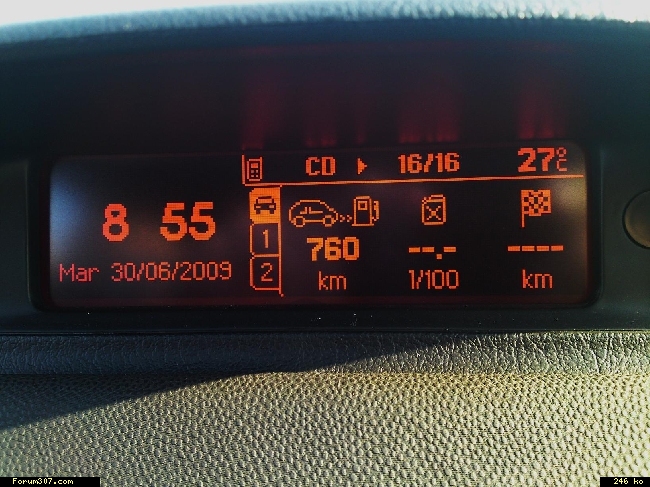 CD 16/16 27°C
8 55
Mar 30/06/2009
1
2
760 --.- ----
km 1/100 km
Forum307.com 246 ko